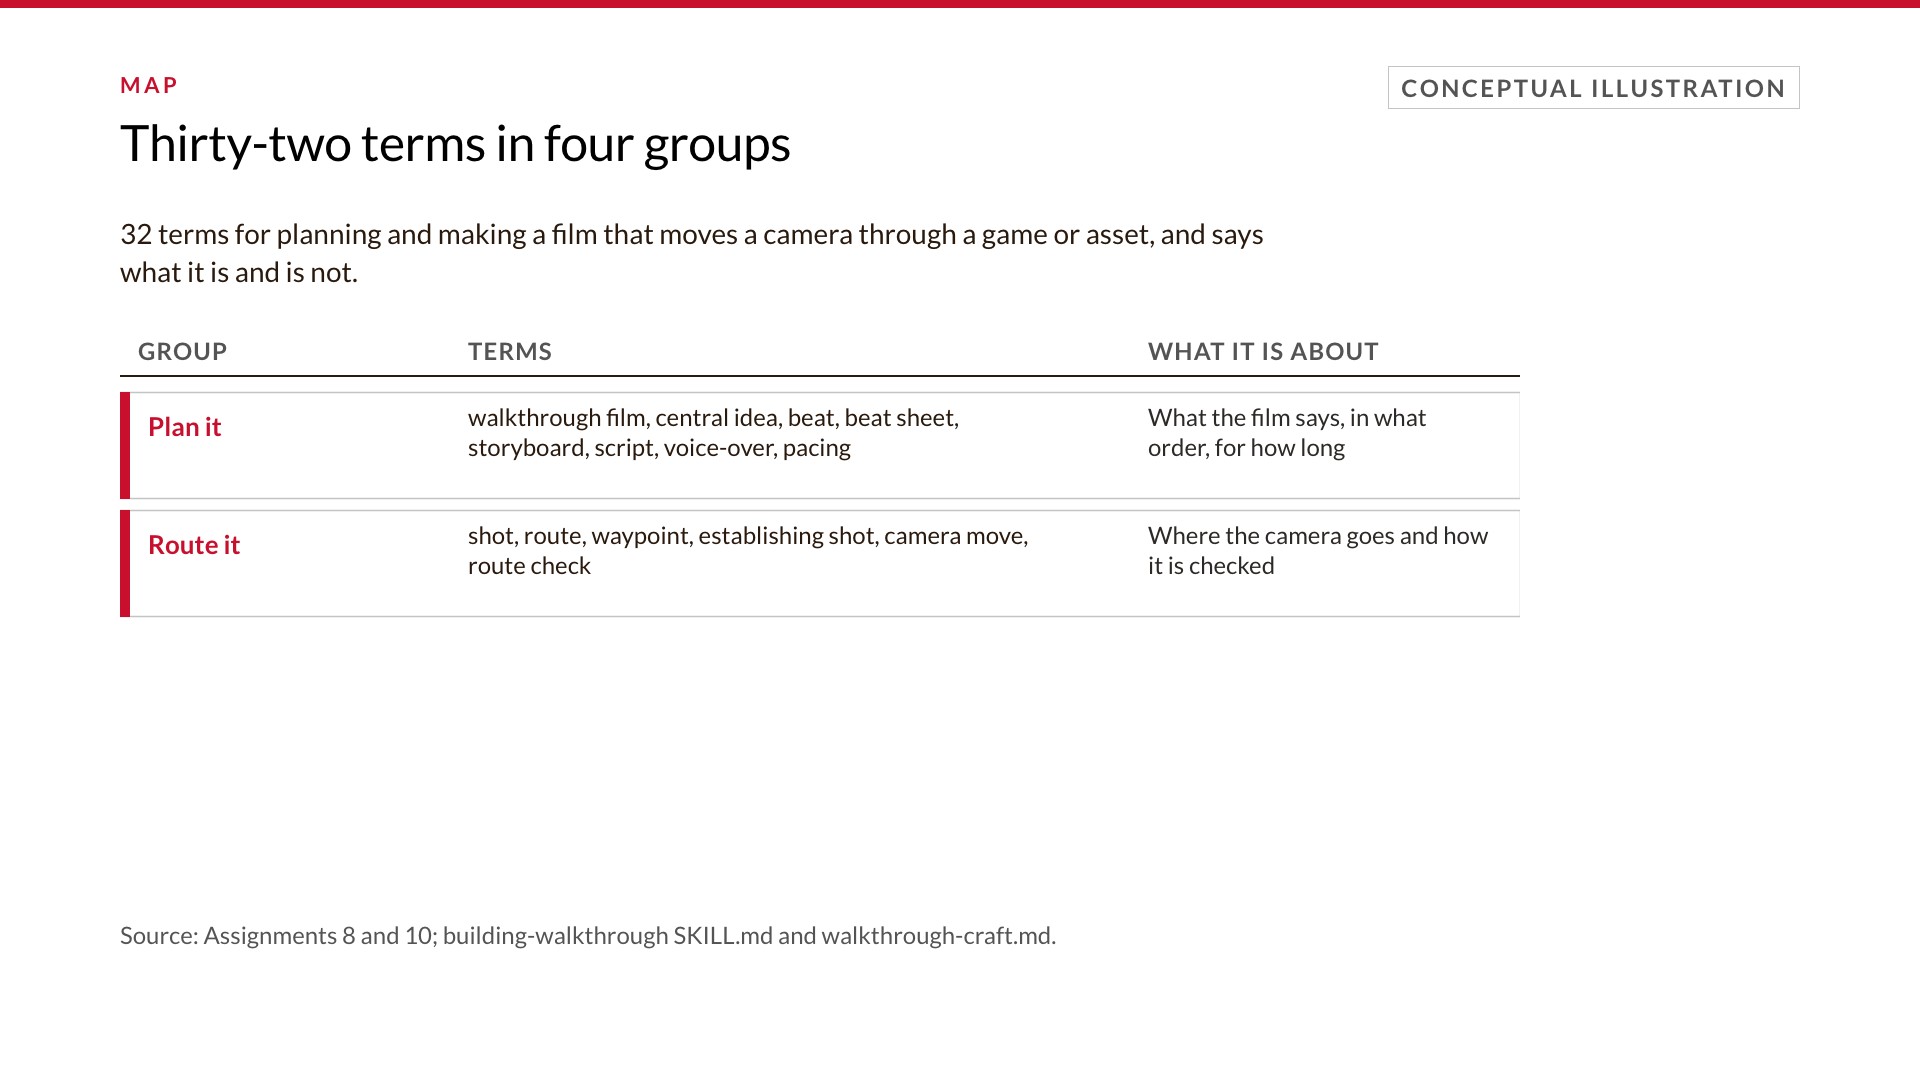 MAP
CONCEPTUAL ILLUSTRATION
Thirty-two terms in four groups
32 terms for planning and making a film that moves a camera through a game or asset, and says
what it is and is not.
GROUP TERMS WHAT IT IS ABOUT
Plan it
walkthrough film, central idea, beat, beat sheet,
storyboard, script, voice-over, pacing
What the film says, in what
order, for how long
Route it
shot, route, waypoint, establishing shot, camera move,
route check
Where the camera goes and how
it is checked
Source: Assignments 8 and 10; building-walkthrough SKILL.md and walkthrough-craft.md.